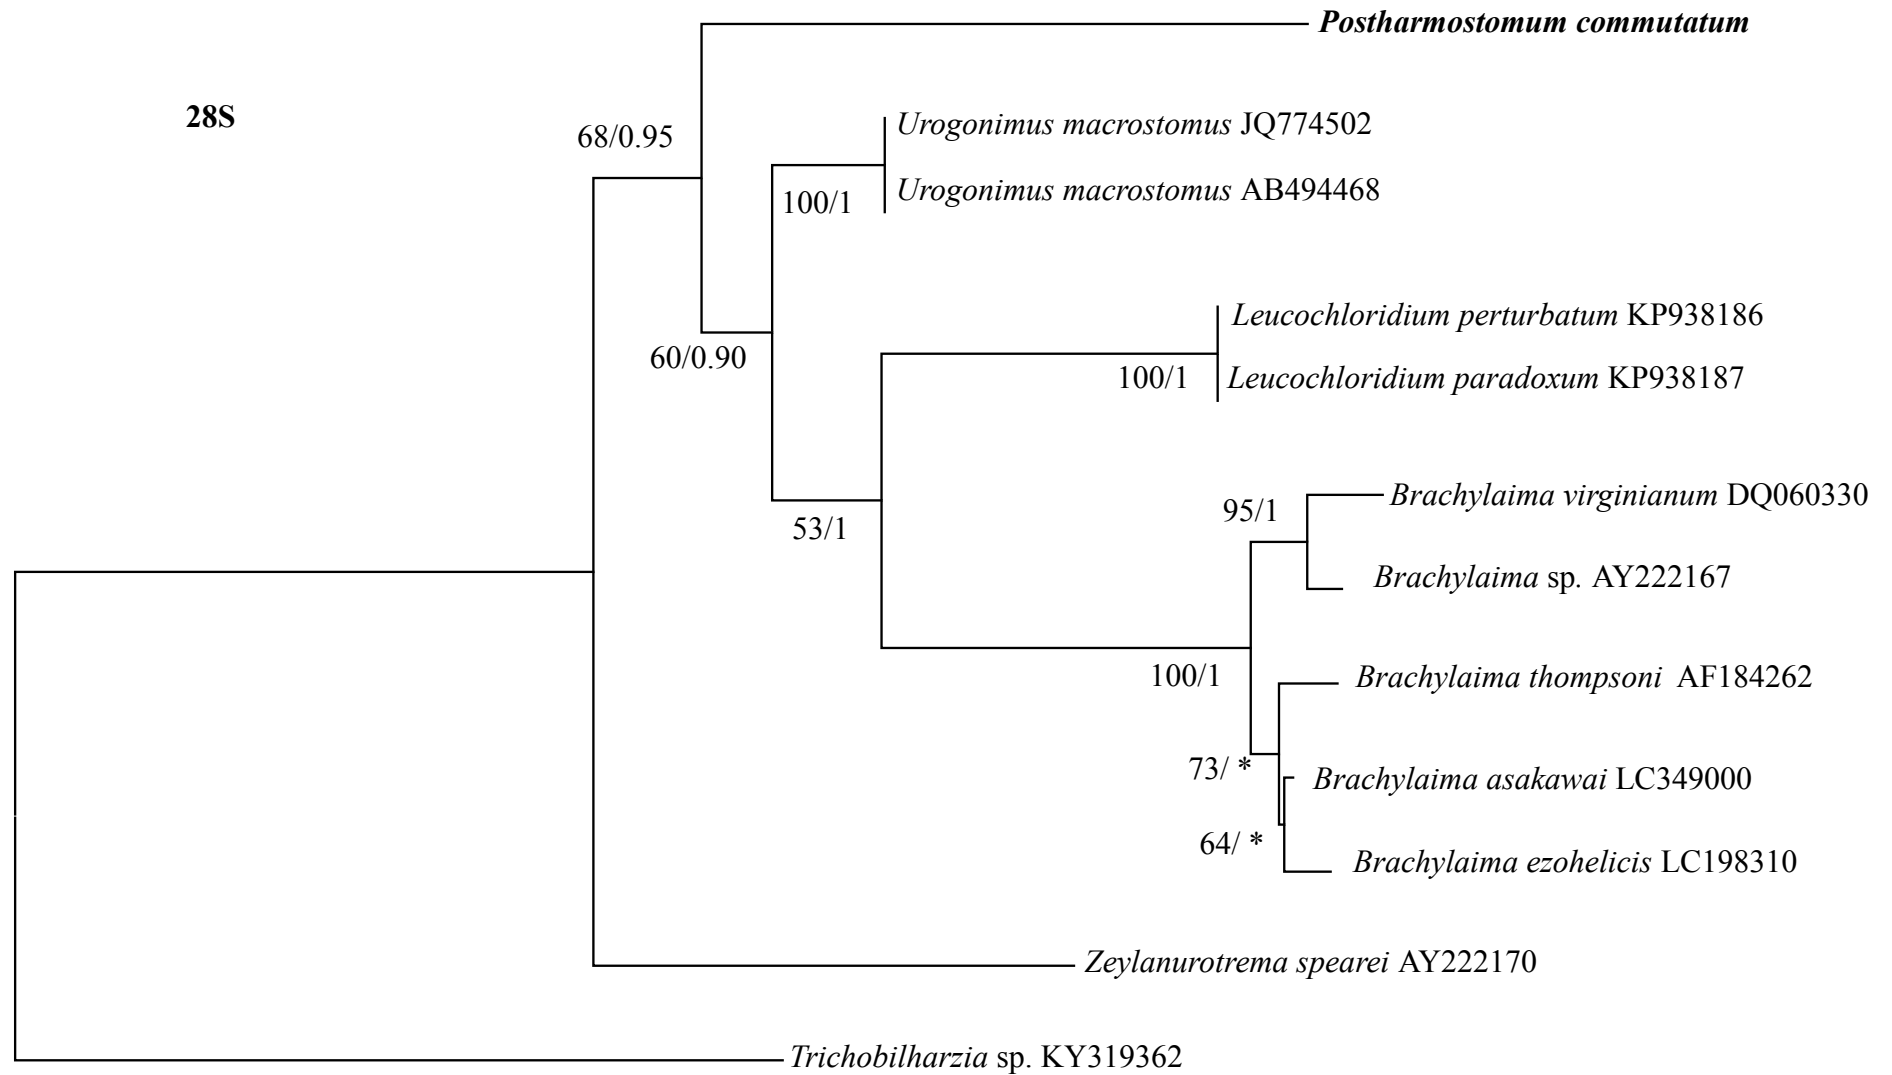 Postharmostomum commutatum
28S
68/0.95
Urogonimus macrostomus JQ774502
Urogonimus macrostomus AB494468
100/1
Leucochloridium perturbatum KP938186
60/0.90
100/1
Leucochloridium paradoxum KP938187
Brachylaima virginianum DQ060330
95/1
53/1
Brachylaima sp. AY222167
100/1
Brachylaima thompsoni AF184262
73/ *
Brachylaima asakawai LC349000
64/ *
Brachylaima ezohelicis LC198310
Zeylanurotrema spearei AY222170
Trichobilharzia sp. KY319362